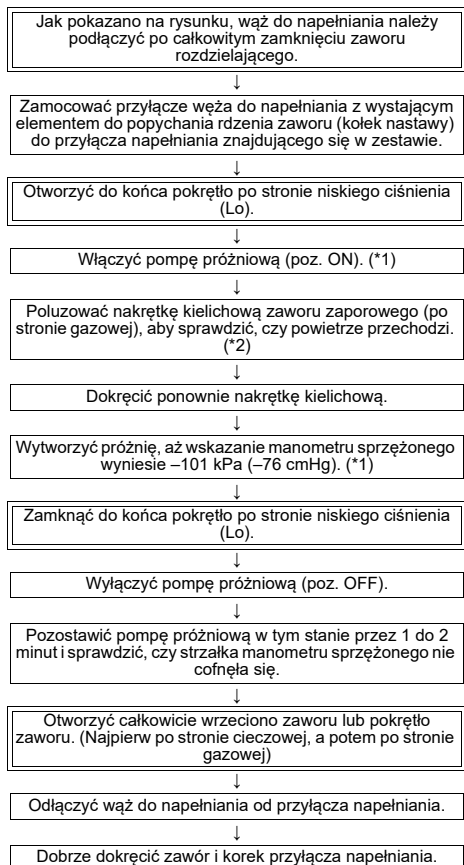 Jak pokazano na rysunku, wąż do napełniania należy
podłączyć po całkowitym zamknięciu zaworu
rozdzielającego.
↓
Zamocować przyłącze węża do napełniania z wystającym
elementem do popychania rdzenia zaworu (kołek nastawy)
do przyłącza napełniania znajdującego się w zestawie.
↓
Otworzyć do końca pokrętło po stronie niskiego ciśnienia
(Lo).
↓
Włączyć pompę próżniową (poz. ON). (*1)
↓
Poluzować nakrętkę kielichową zaworu zaporowego (po
stronie gazowej), aby sprawdzić, czy powietrze przechodzi.
(*2)
↓
Dokręcić ponownie nakrętkę kielichową.
↓
Wytworzyć próżnię, aż wskazanie manometru sprzężonego
wyniesie –101 kPa (–76 cmHg). (*1)
↓
Zamknąć do końca pokrętło po stronie niskiego ciśnienia
(Lo).
↓
Wyłączyć pompę próżniową (poz. OFF).
↓
Pozostawić pompę próżniową w tym stanie przez 1 do 2
minut i sprawdzić, czy strzałka manometru sprzężonego nie
cofnęła się.
↓
Otworzyć całkowicie wrzeciono zaworu lub pokrętło
zaworu. (Najpierw po stronie cieczowej, a potem po stronie
gazowej)
↓
Odłączyć wąż do napełniania od przyłącza napełniania.
↓
Dobrze dokręcić zawór i korek przyłącza napełniania.